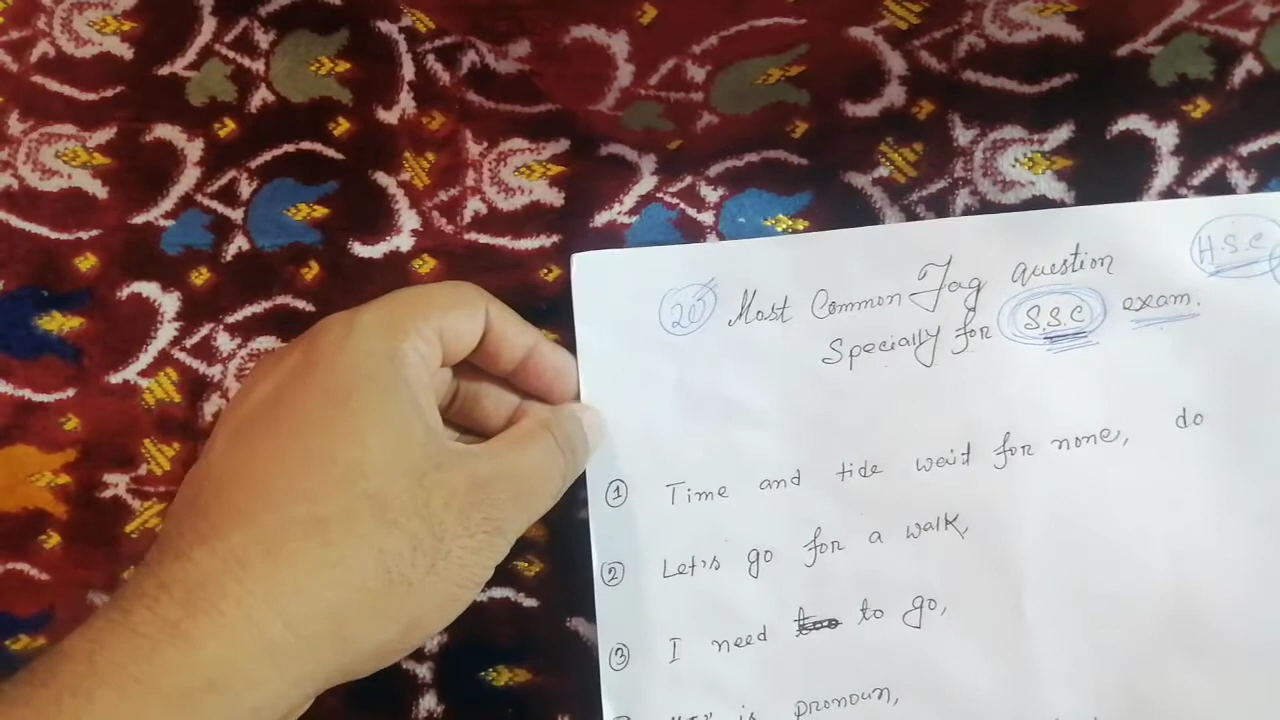 20 Most Common Tag question
H.S.C
Specially for S.S.C exam.
① Time and tide wait for none, do
② Let's go for a walk,
③ I need to go,
is pronoun,